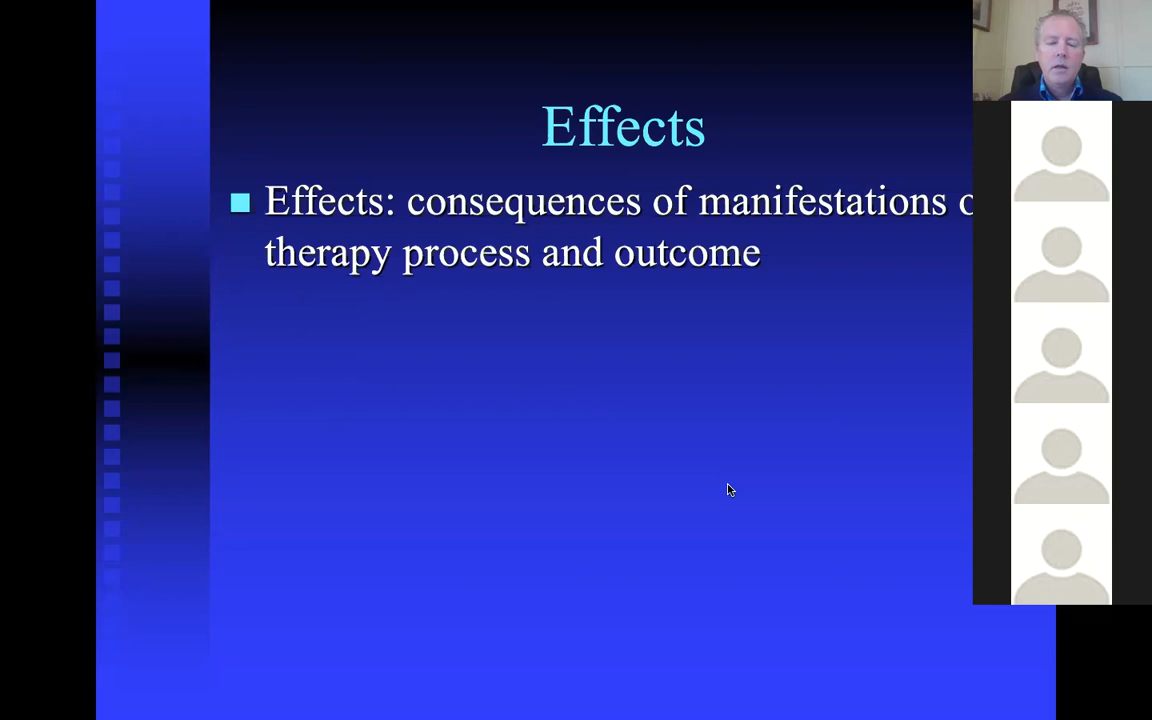 Effects
Effects: consequences of manifestations
therapy process and outcome